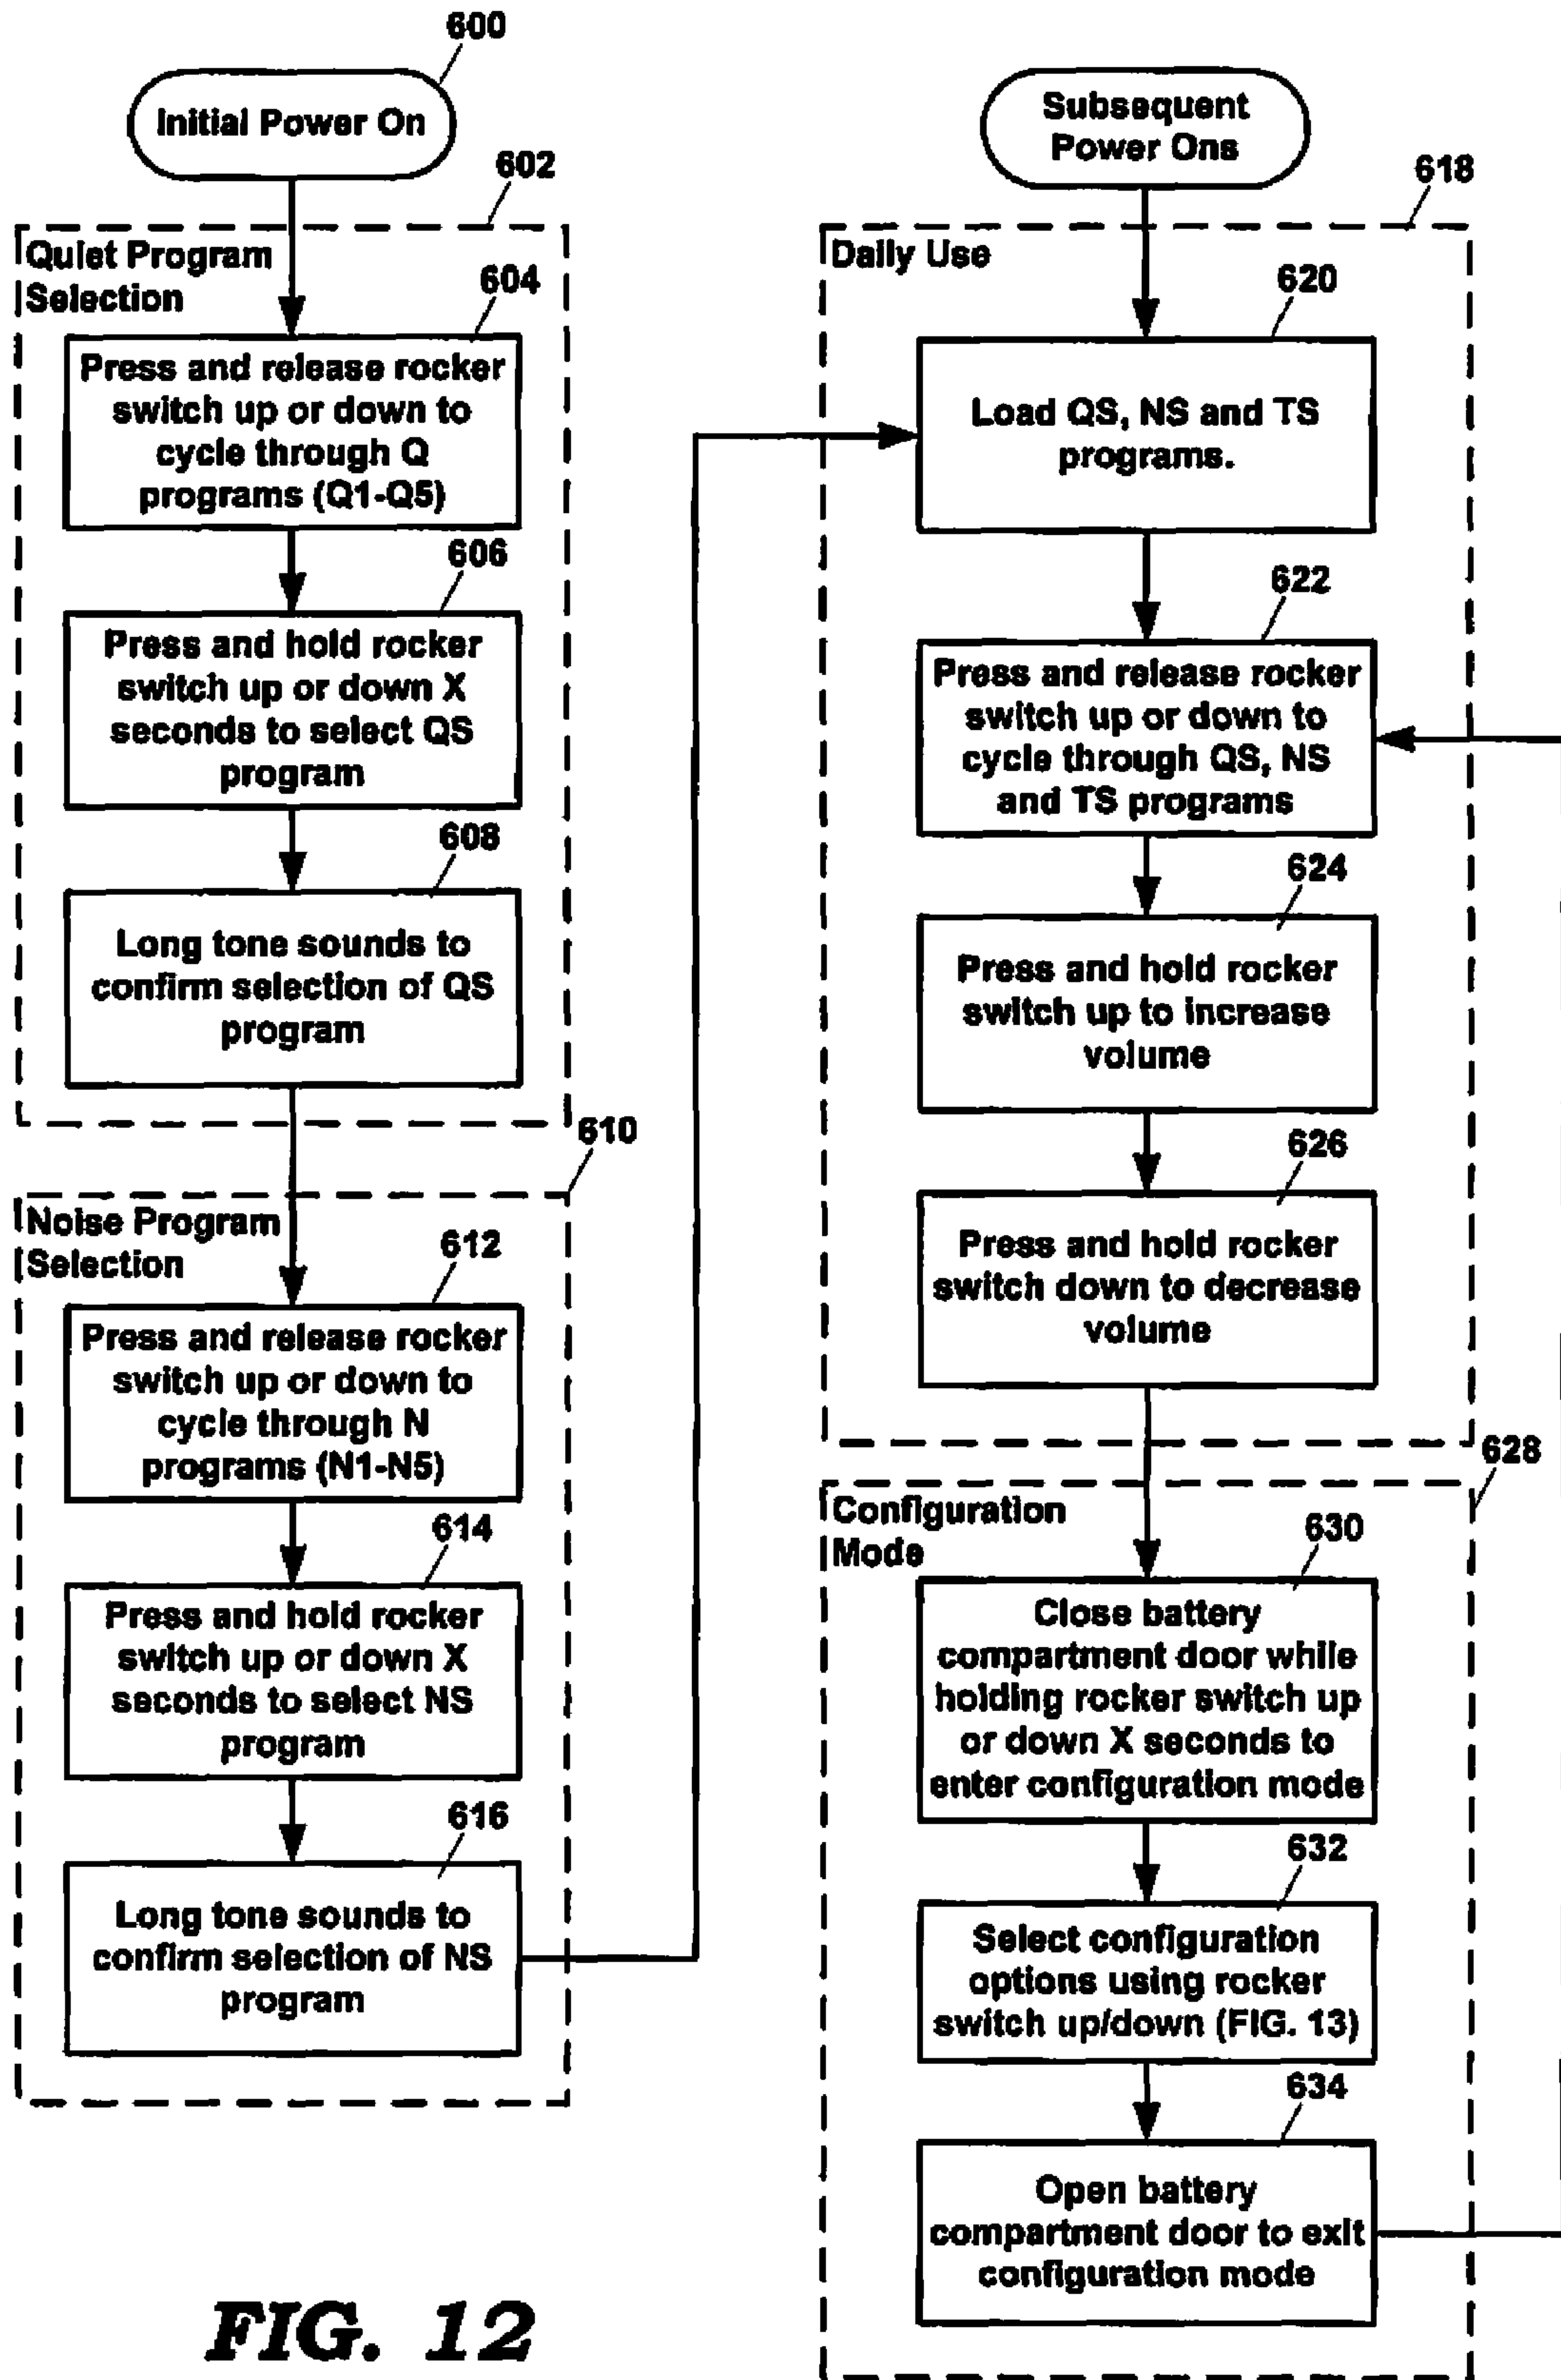 600
Initial Power On
602
Quiet Program
Selection
604
Press and release rocker
switch up or down to
cycle through Q
programs (Q1-Q5)
606
Press and hold rocker
switch up or down X
seconds to select QS
program
608
Long tone sounds to
confirm selection of QS
program
610
Noise Program
Selection
612
Press and release rocker
switch up or down to
cycle through N
programs (N1-N5)
614
Press and hold rocker
switch up or down X
seconds to select NS
program
616
Long tone sounds to
confirm selection of NS
program
Subsequent
Power Ons
618
Daily Use
620
Load QS, NS and TS
programs.
622
Press and release rocker
switch up or down to
cycle through QS, NS
and TS programs
624
Press and hold rocker
switch up to increase
volume
626
Press and hold rocker
switch down to decrease
volume
628
Configuration
Mode
630
Close battery
compartment door while
holding rocker switch up
or down X seconds to
enter configuration mode
632
Select configuration
options using rocker
switch up/down (FIG. 13)
634
Open battery
compartment door to exit
configuration mode
FIG. 12